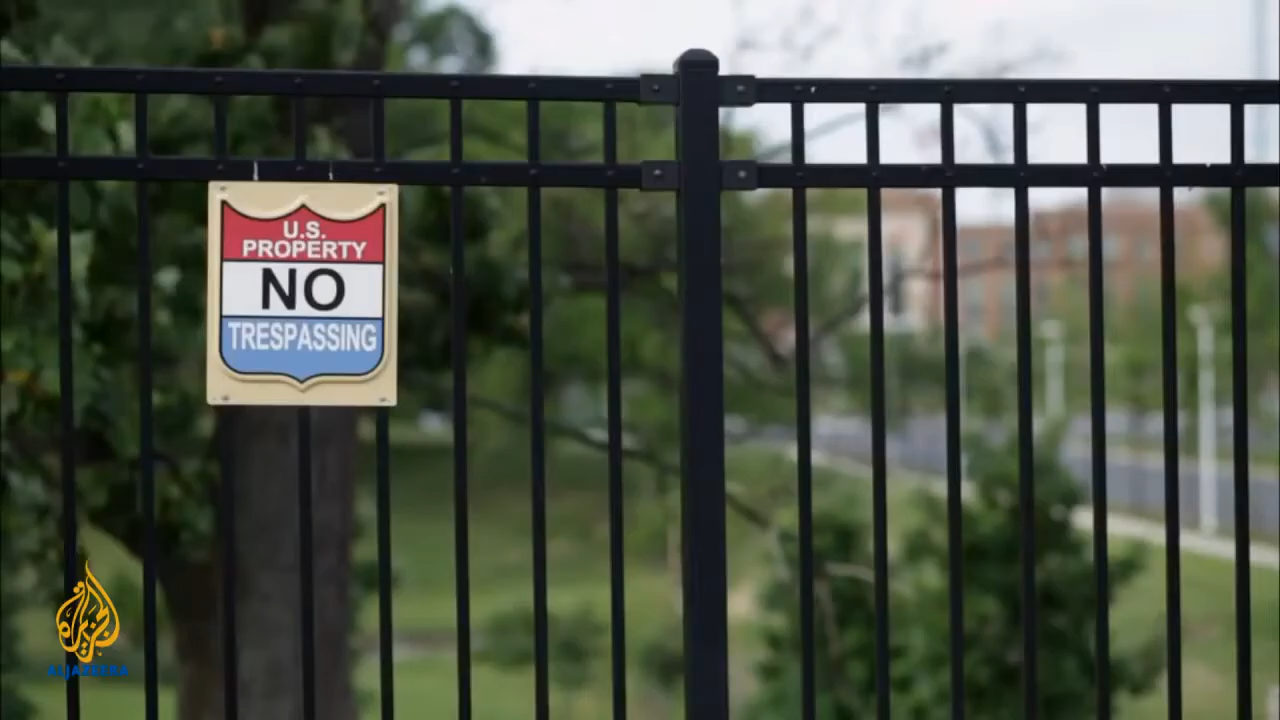 U.S.
PROPERTY
NO
TRESPASSING
الجزيرة
ALJAZEERA